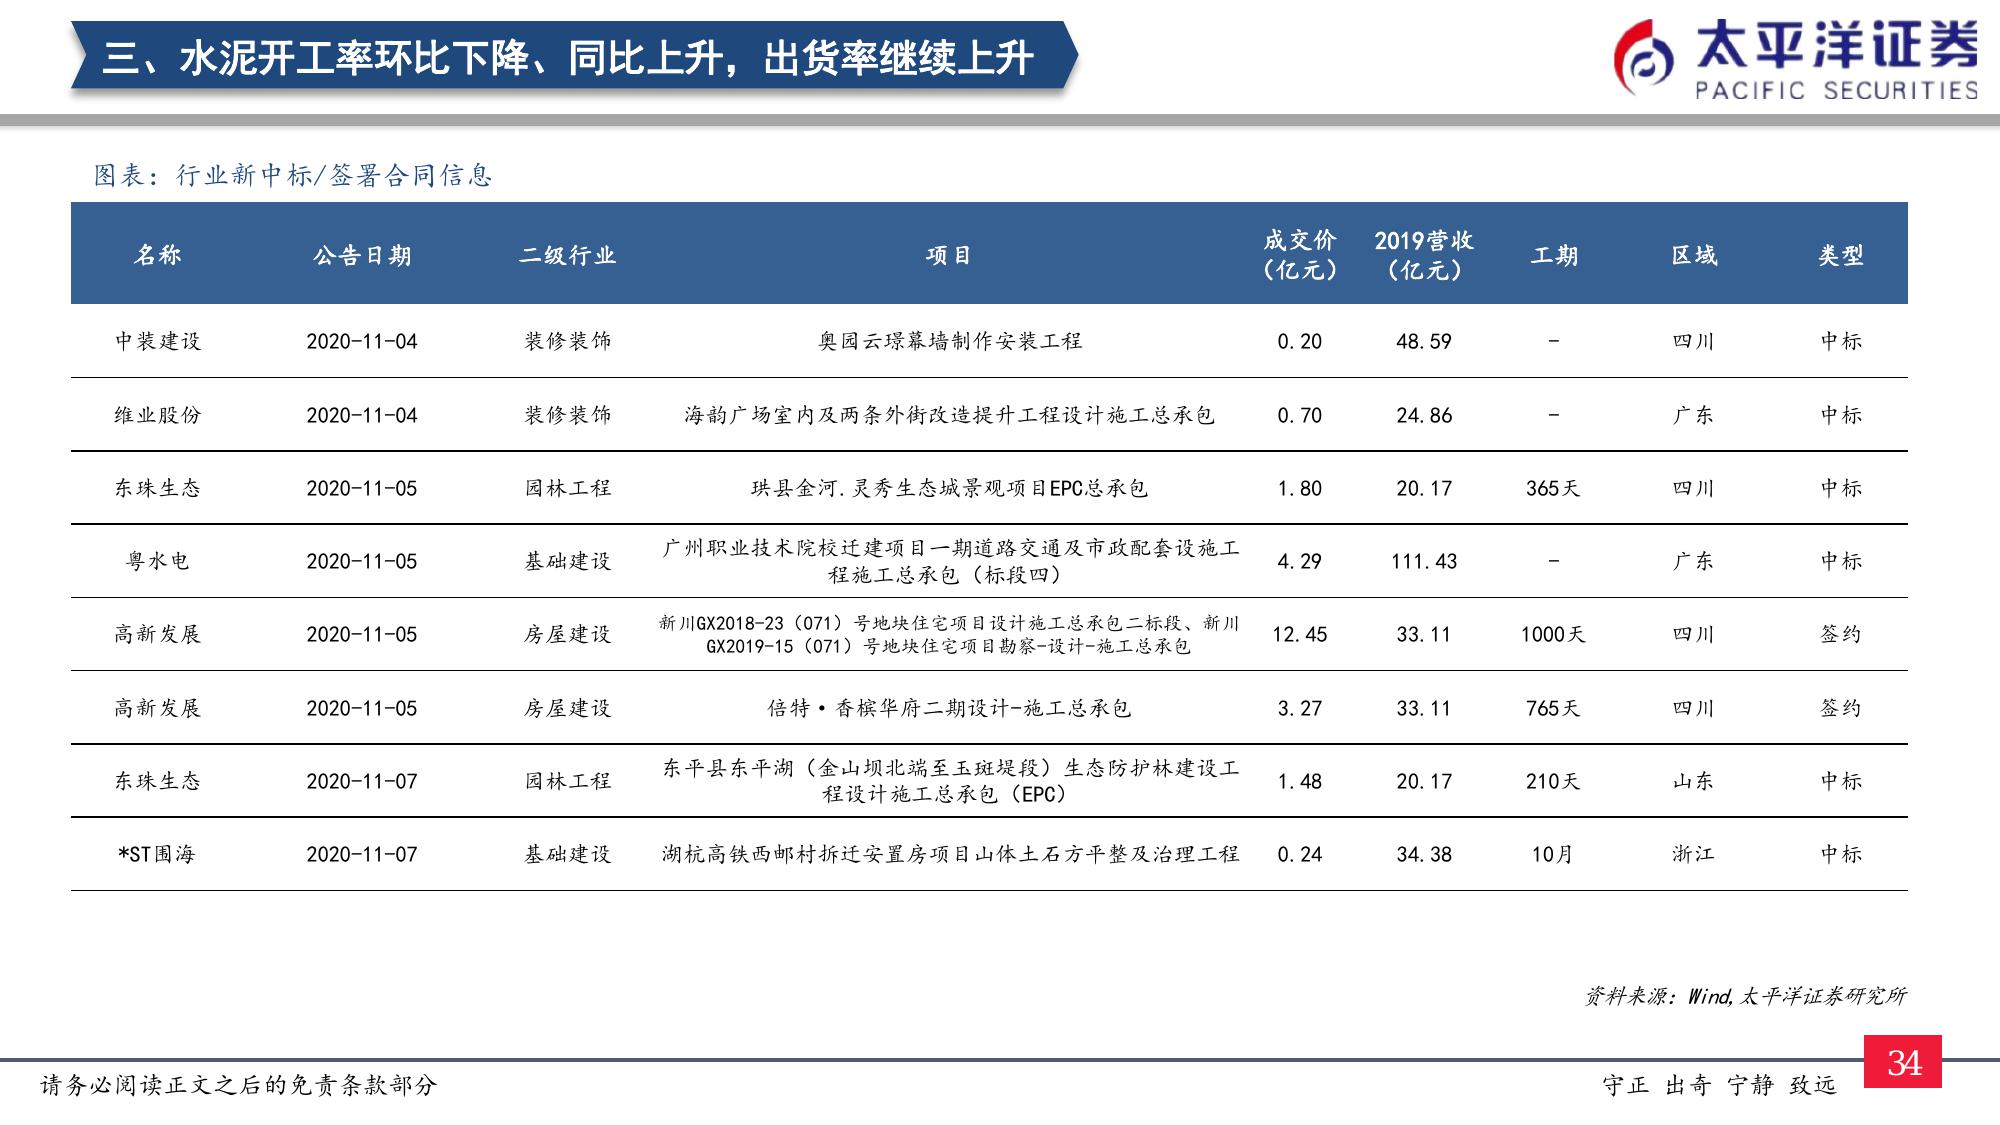 三、水泥开工率环比下降、同比上升，出货率继续上升
太平洋证券
PACIFIC SECURITIES
图表：行业新中标/签署合同信息
名称 公告日期 二级行业 项目 成交价（亿元） 2019营收（亿元） 工期 区域 类型
中装建设 2020-11-04 装修装饰 奥园云璟幕墙制作安装工程 0.20 48.59 - 四川 中标
维业股份 2020-11-04 装修装饰 海韵广场室内及两条外街改造提升工程设计施工总承包 0.70 24.86 - 广东 中标
东珠生态 2020-11-05 园林工程 珙县金河.灵秀生态城景观项目EPC总承包 1.80 20.17 365天 四川 中标
粤水电 2020-11-05 基础建设 广州职业技术院校迁建项目一期道路交通及市政配套设施工程施工总承包（标段四） 4.29 111.43 - 广东 中标
高新发展 2020-11-05 房屋建设 新川GX2018-23（071）号地块住宅项目设计施工总承包二标段、新川GX2019-15（071）号地块住宅项目勘察-设计-施工总承包 12.45 33.11 1000天 四川 签约
高新发展 2020-11-05 房屋建设 倍特·香槟华府二期设计-施工总承包 3.27 33.11 765天 四川 签约
东珠生态 2020-11-07 园林工程 东平县东平湖（金山坝北端至玉斑堤段）生态防护林建设工程设计施工总承包（EPC） 1.48 20.17 210天 山东 中标
*ST围海 2020-11-07 基础建设 湖杭高铁西邮村拆迁安置房项目山体土石方平整及治理工程 0.24 34.38 10月 浙江 中标
资料来源：Wind,太平洋证券研究所
请务必阅读正文之后的免责条款部分
守正 出奇 宁静 致远
34